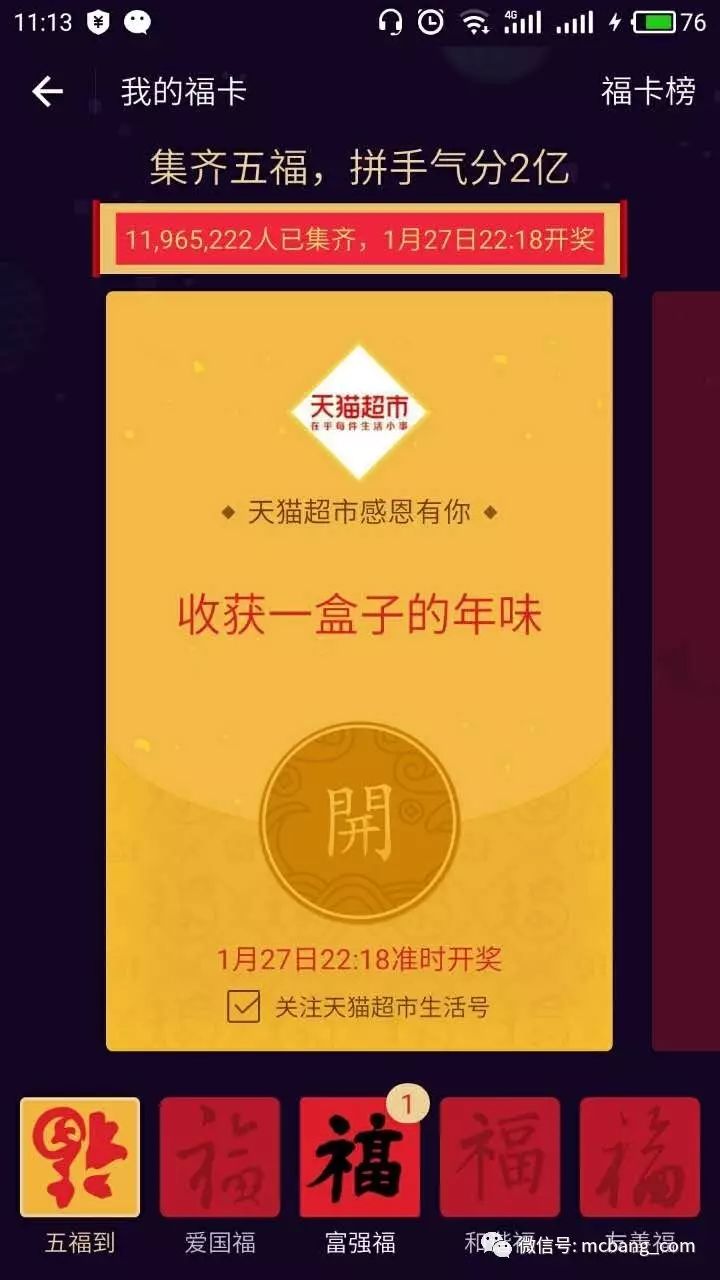 11:13
4G
76
我的福卡
福卡榜
集齐五福，拼手气分2亿
11,965,222人已集齐，1月27日22:18开奖
天猫超市
在乎每件生活小事
天猫超市感恩有你
收获一盒子的年味
開
1月27日22:18准时开奖
关注天猫超市生活号
福
福
1
福
福
福
五福到
爱国福
富强福
和谐福
友善福
微信号: mcbang_com